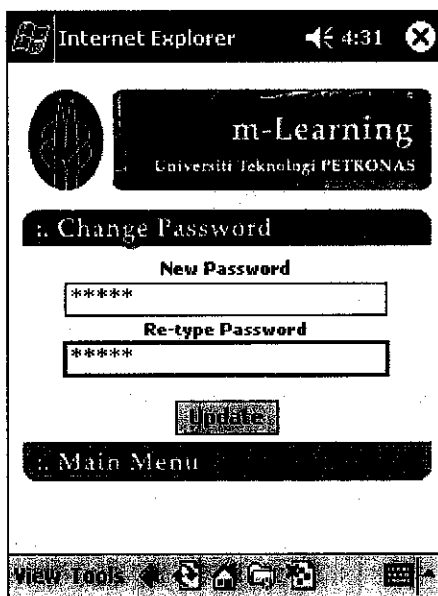 Internet Explorer 4:31
m-Learning
Universiti Teknologi PETRONAS
:. Change Password
New Password
*****
Re-type Password
*****
Update
:. Main Menu
View Tools